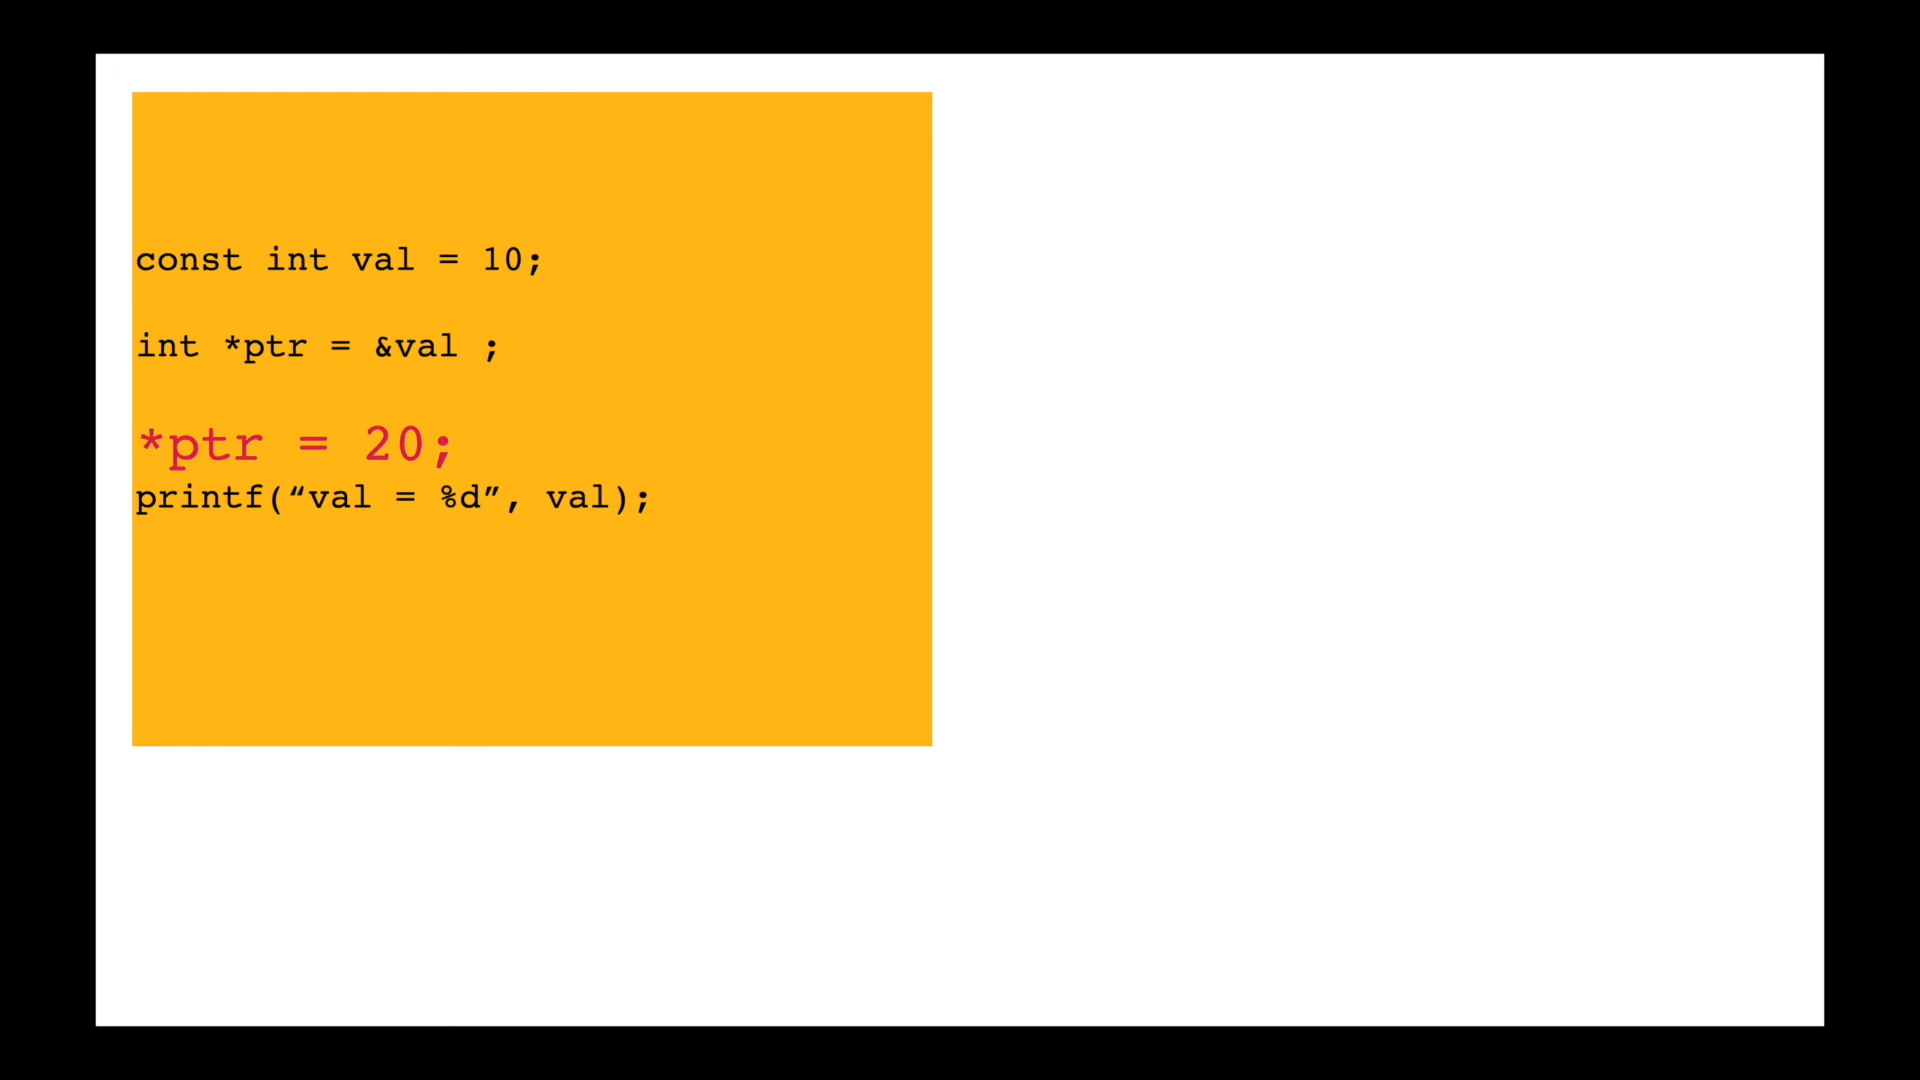 const int val = 10;
int *ptr = &val ;
*ptr = 20;
printf(“val = %d”, val);